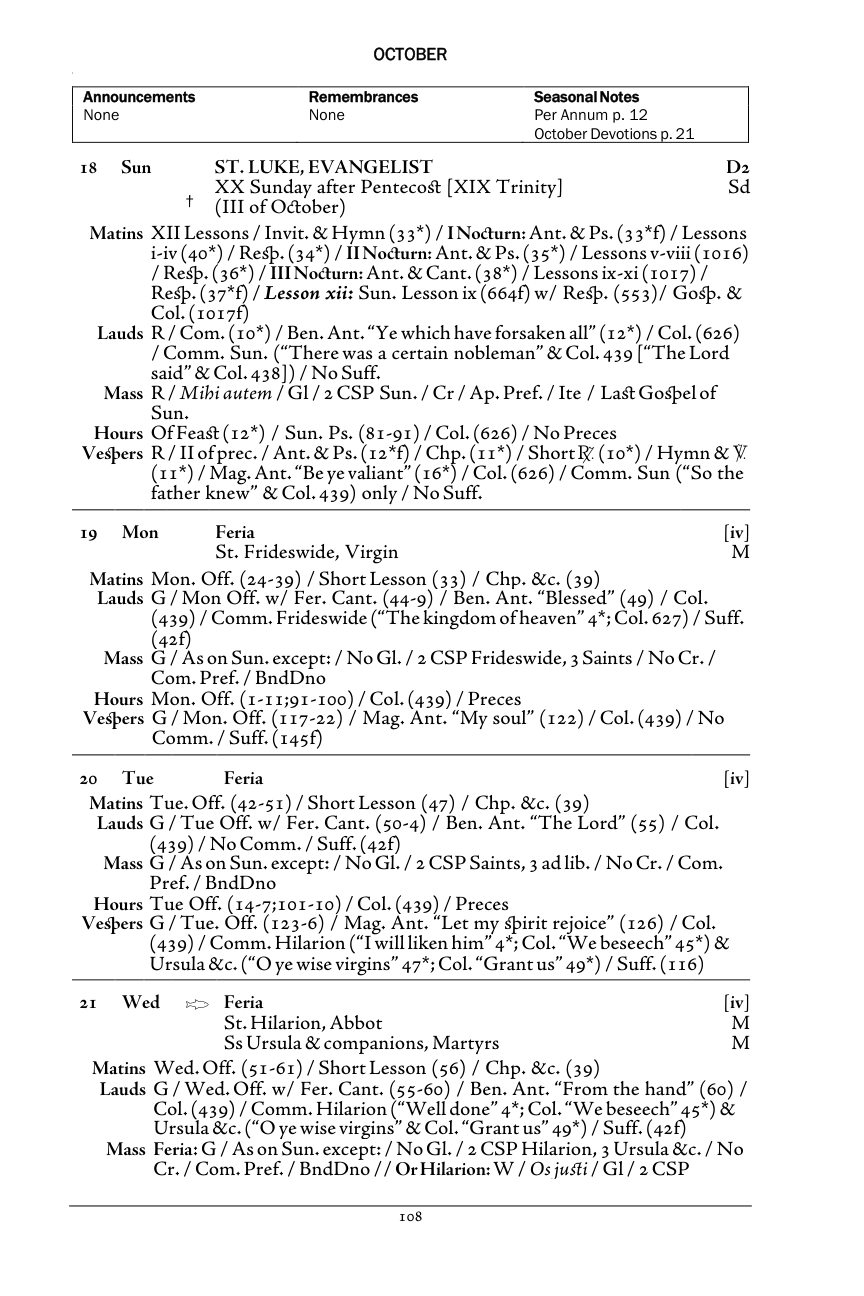 OCTOBER
Announcements Remembrances Seasonal Notes
None None Per Annum p. 12
October Devotions p. 21
18 Sun ST. LUKE, EVANGELIST D2
XX Sunday after Pentecost [XIX Trinity] Sd
† (III of October)
Matins XII Lessons / Invit. & Hymn (33*) / I Nocturn: Ant. & Ps. (33*f) / Lessons
i-iv (40*) / Resp. (34*) / II Nocturn: Ant. & Ps. (35*) / Lessons v-viii (1016)
/ Resp. (36*) / III Nocturn: Ant. & Cant. (38*) / Lessons ix-xi (1017) /
Resp. (37*f) / Lesson xii: Sun. Lesson ix (664f) w/ Resp. (553)/ Gosp. &
Col. (1017f)
Lauds R / Com. (10*) / Ben. Ant. “Ye which have forsaken all” (12*) / Col. (626)
/ Comm. Sun. (“There was a certain nobleman” & Col. 439 [“The Lord
said” & Col. 438]) / No Suff.
Mass R / Mihi autem / Gl / 2 CSP Sun. / Cr / Ap. Pref. / Ite / Last Gospel of
Sun.
Hours Of Feast (12*) / Sun. Ps. (81-91) / Col. (626) / No Preces
Vespers R / II of prec. / Ant. & Ps. (12*f) / Chp. (11*) / Short ℟. (10*) / Hymn & ℣.
(11*) / Mag. Ant. “Be ye valiant” (16*) / Col. (626) / Comm. Sun (“So the
father knew” & Col. 439) only / No Suff.
19 Mon Feria [iv]
St. Frideswide, Virgin M
Matins Mon. Off. (24-39) / Short Lesson (33) / Chp. &c. (39)
Lauds G / Mon Off. w/ Fer. Cant. (44-9) / Ben. Ant. “Blessed” (49) / Col.
(439) / Comm. Frideswide (“The kingdom of heaven” 4*; Col. 627) / Suff.
(42f)
Mass G / As on Sun. except: / No Gl. / 2 CSP Frideswide, 3 Saints / No Cr. /
Com. Pref. / BndDno
Hours Mon. Off. (1-11;91-100) / Col. (439) / Preces
Vespers G / Mon. Off. (117-22) / Mag. Ant. “My soul” (122) / Col. (439) / No
Comm. / Suff. (145f)
20 Tue Feria [iv]
Matins Tue. Off. (42-51) / Short Lesson (47) / Chp. &c. (39)
Lauds G / Tue Off. w/ Fer. Cant. (50-4) / Ben. Ant. “The Lord” (55) / Col.
(439) / No Comm. / Suff. (42f)
Mass G / As on Sun. except: / No Gl. / 2 CSP Saints, 3 ad lib. / No Cr. / Com.
Pref. / BndDno
Hours Tue Off. (14-7;101-10) / Col. (439) / Preces
Vespers G / Tue. Off. (123-6) / Mag. Ant. “Let my spirit rejoice” (126) / Col.
(439) / Comm. Hilarion (“I will liken him” 4*; Col. “We beseech” 45*) &
Ursula &c. (“O ye wise virgins” 47*; Col. “Grant us” 49*) / Suff. (116)
21 Wed Feria [iv]
St. Hilarion, Abbot M
Ss Ursula & companions, Martyrs M
Matins Wed. Off. (51-61) / Short Lesson (56) / Chp. &c. (39)
Lauds G / Wed. Off. w/ Fer. Cant. (55-60) / Ben. Ant. “From the hand” (60) /
Col. (439) / Comm. Hilarion (“Well done” 4*; Col. “We beseech” 45*) &
Ursula &c. (“O ye wise virgins” & Col. “Grant us” 49*) / Suff. (42f)
Mass Feria: G / As on Sun. except: / No Gl. / 2 CSP Hilarion, 3 Ursula &c. / No
Cr. / Com. Pref. / BndDno // Or Hilarion: W / Os justi / Gl / 2 CSP
108